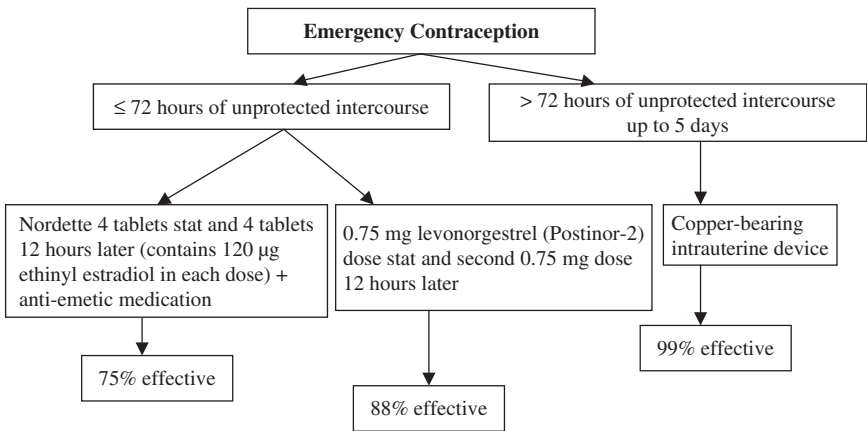 Emergency Contraception
≤ 72 hours of unprotected intercourse
> 72 hours of unprotected intercourse
up to 5 days
Nordette 4 tablets stat and 4 tablets
12 hours later (contains 120 µg
ethinyl estradiol in each dose) +
anti-emetic medication
0.75 mg levonorgestrel (Postinor-2)
dose stat and second 0.75 mg dose
12 hours later
Copper-bearing
intrauterine device
75% effective
88% effective
99% effective